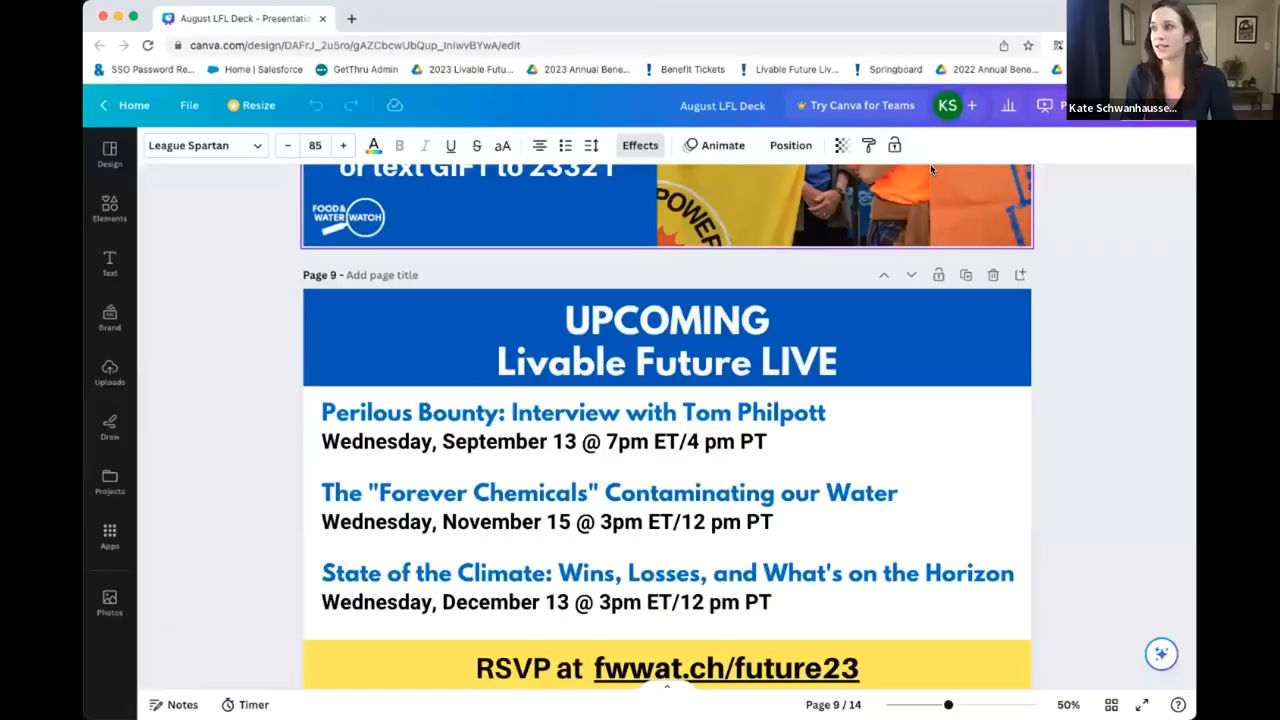 August LFL Deck - Presentatio
canva.com/design/DAFrJ_2u5ro/gAZCbcwUbQup_InIwvBYwA/edit
SSO Password Re...
Home | Salesforce
GetThru Admin
2023 Livable Futu...
2023 Annual Bene...
Benefit Tickets
Livable Future Liv...
Springboard
2022 Annual Bene...
Kate Schwanhausse...
Home
File
Resize
August LFL Deck
Try Canva for Teams
KS
League Spartan
85
A
B
I
U
S
aA
Effects
Animate
Position
Design
Elements
Text
Brand
Uploads
Draw
Projects
Apps
Photos
or text GIFT to 23321
FOOD&
WATER WATCH
POWER
Page 9 - Add page title
UPCOMING
Livable Future LIVE
Perilous Bounty: Interview with Tom Philpott
Wednesday, September 13 @ 7pm ET/4 pm PT
The "Forever Chemicals" Contaminating our Water
Wednesday, November 15 @ 3pm ET/12 pm PT
State of the Climate: Wins, Losses, and What's on the Horizon
Wednesday, December 13 @ 3pm ET/12 pm PT
RSVP at fwwat.ch/future23
Notes
Timer
Page 9 / 14
50%